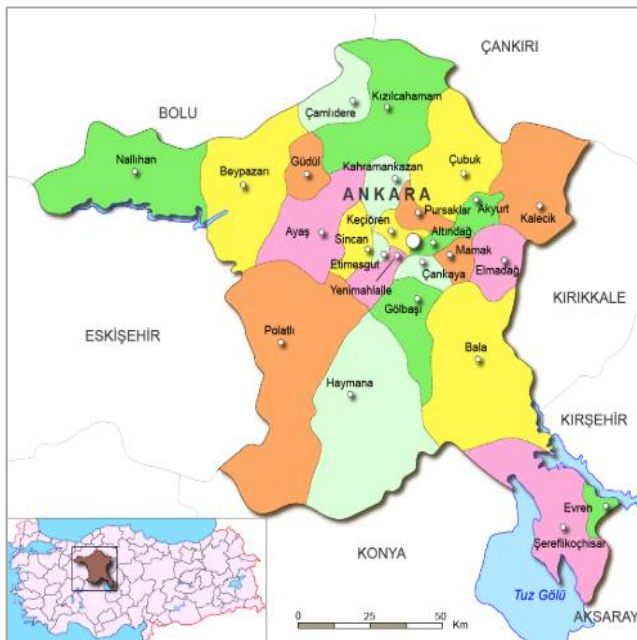 ÇANKIRI
BOLU
Kızılcahamam
Çamlıdere
Nallıhan
Beypazarı
Güdül
Kahramankazan
Çubuk
ANKARA
Kalecik
Pursaklar
Akyurt
Keçiören
Ayaş
Sincan
Altındağ
Etimesgut
Mamak
Elmadağ
Çankaya
Yenimahlalle
KIRIKKALE
Gölbaşi
ESKİŞEHİR
Polatlı
Bala
Haymana
KIRŞEHİR
Evren
Şereflikoçhisar
KONYA
Tuz Gölü
AKSARAY
0 25 50
Km